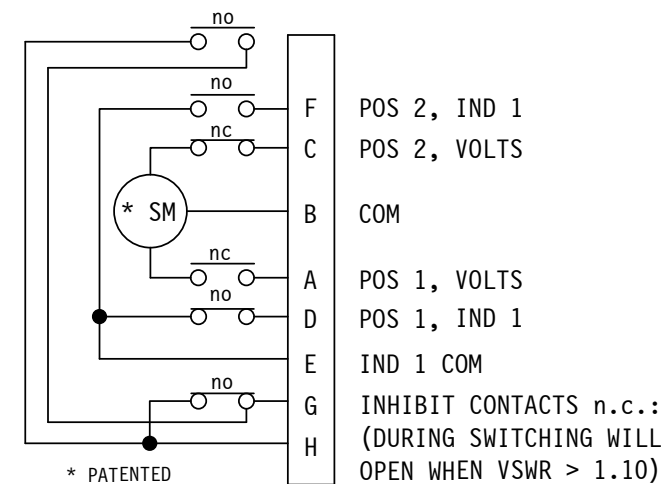 no
no
F POS 2, IND 1
nc
C POS 2, VOLTS
* SM
B COM
nc
A POS 1, VOLTS
no
D POS 1, IND 1
E IND 1 COM
no
G INHIBIT CONTACTS n.c.:
H (DURING SWITCHING WILL
OPEN WHEN VSWR > 1.10)
* PATENTED